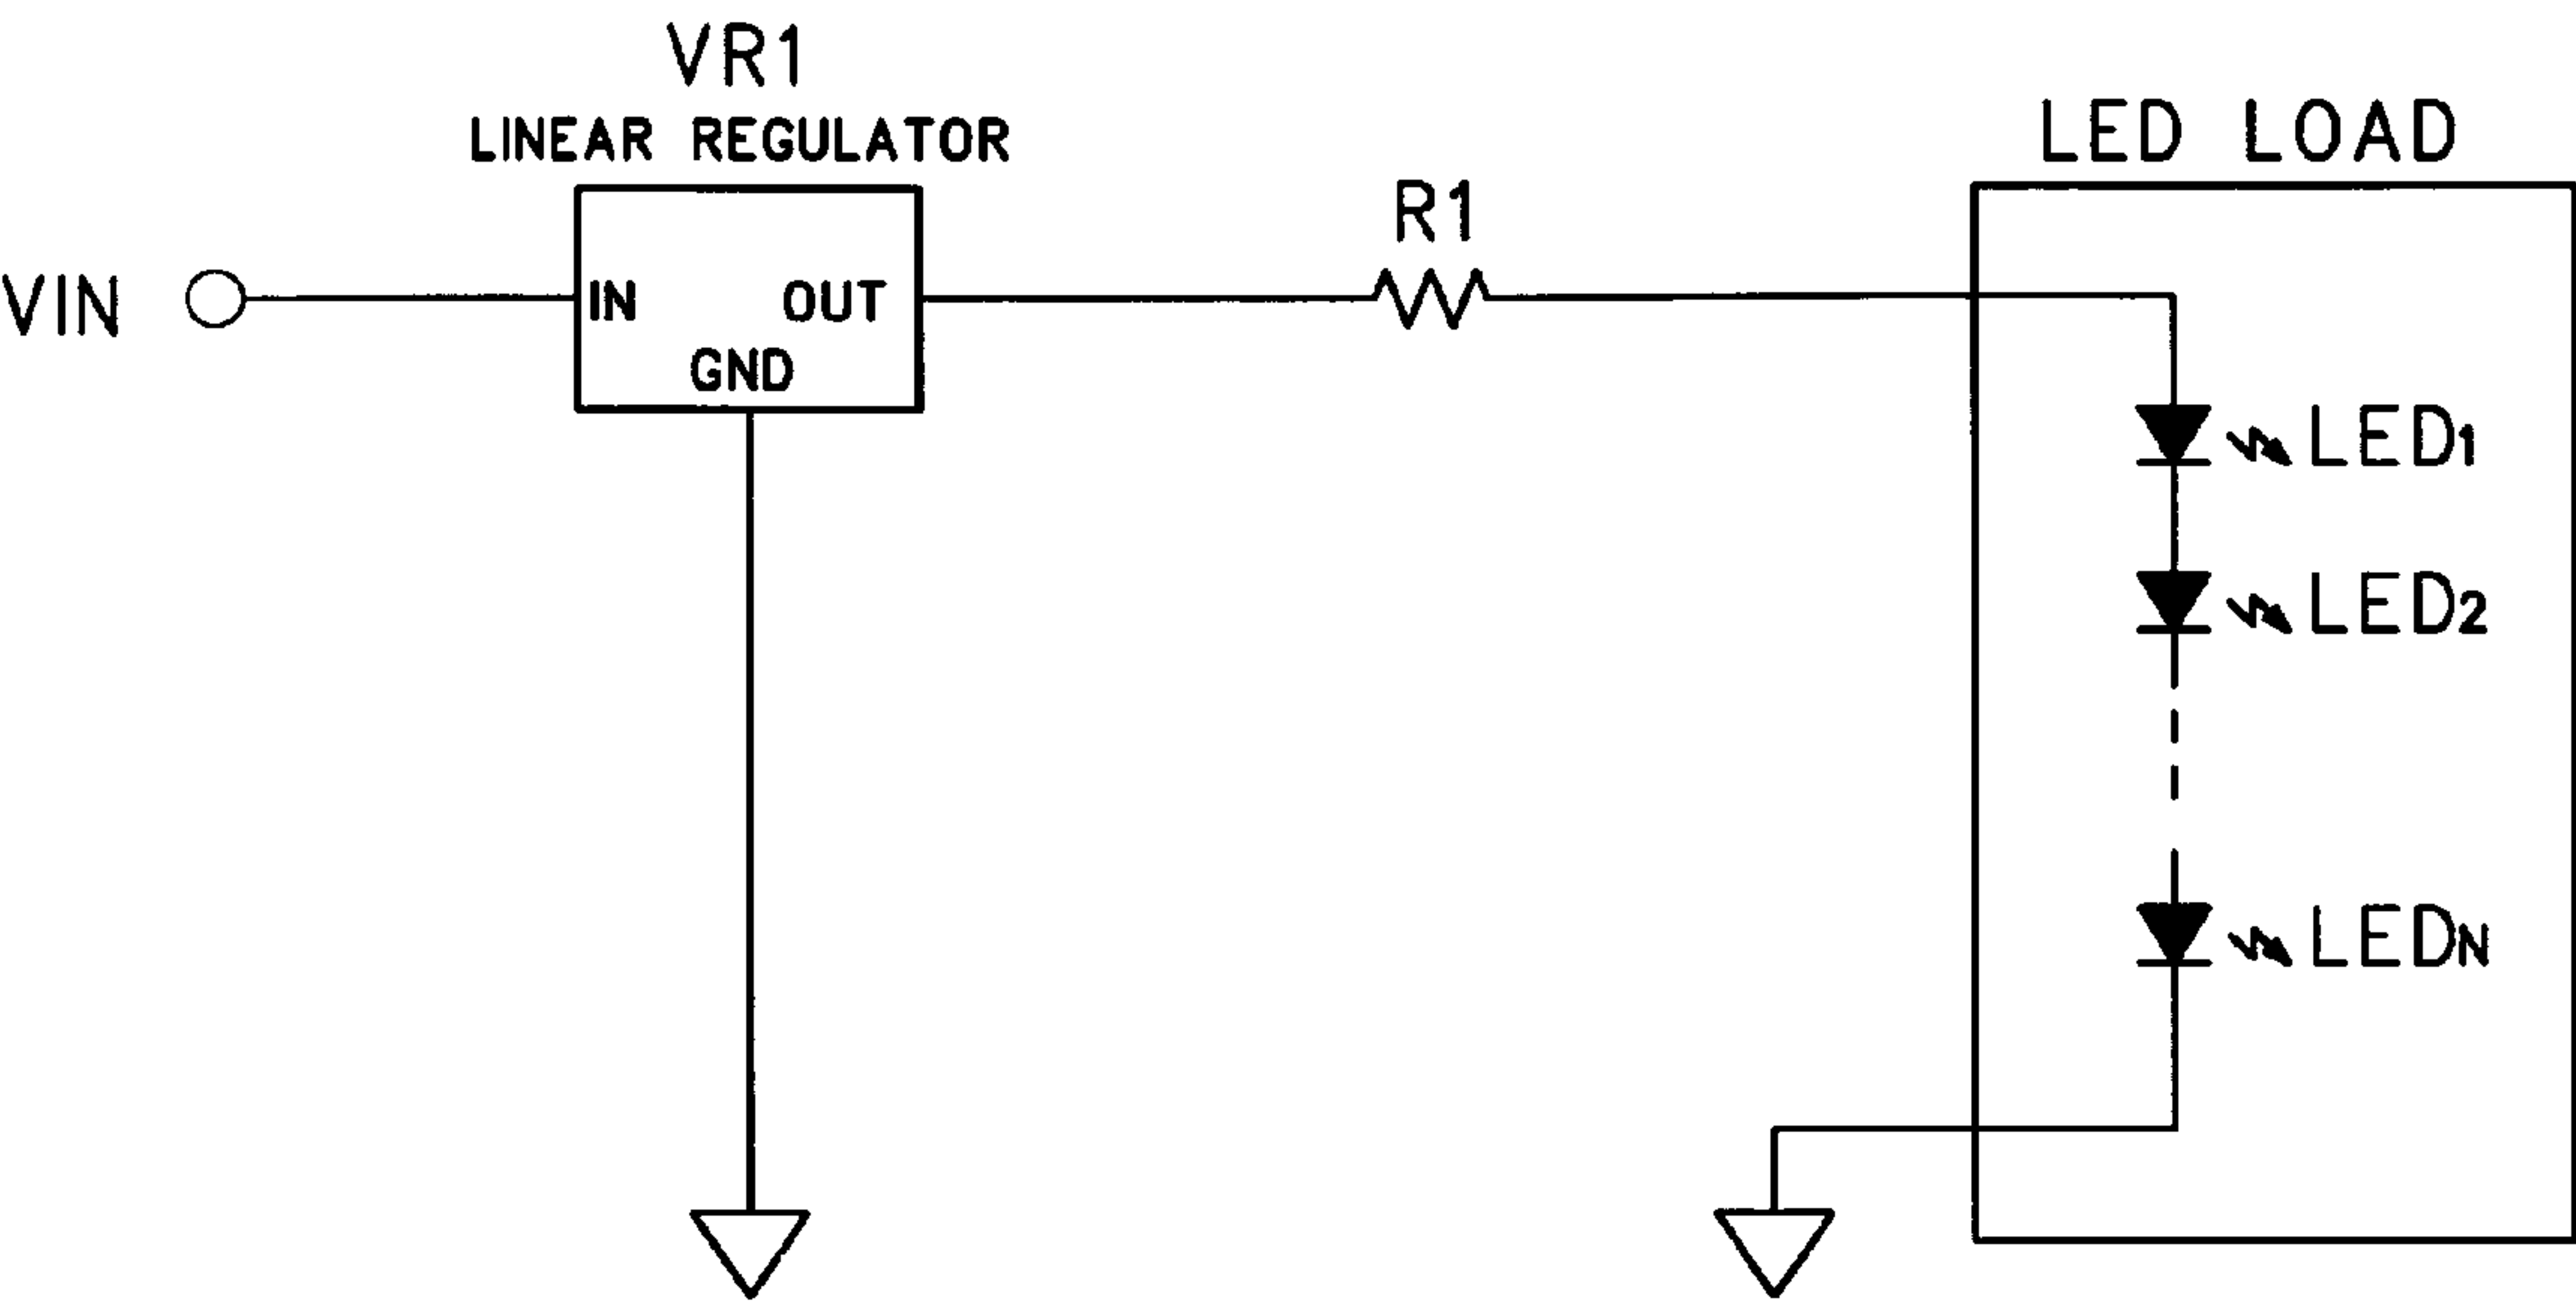 VR1
LINEAR REGULATOR
LED LOAD
R1
VIN
IN
OUT
GND
LED1
LED2
LEDN